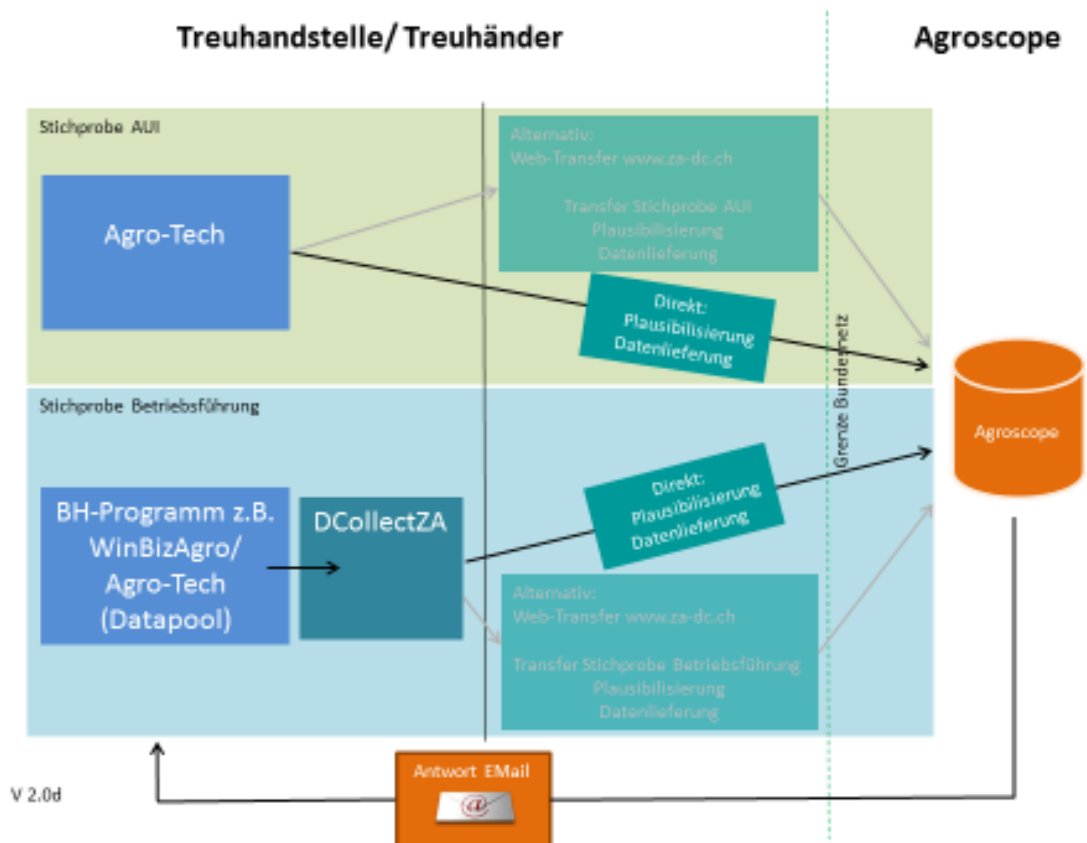 Treuhandstelle/ Treuhänder
Agroscope
Stichprobe AUI
Agro-Tech
Alternativ:
Web-Transfer www.za-dc.ch
Transfer Stichprobe AUI
Plausibilisierung
Datenlieferung
Direkt:
Plausibilisierung
Datenlieferung
Grenze Bundesnetz
Agroscope
Stichprobe Betriebsführung
BH-Programm z.B.
WinBizAgro/
Agro-Tech
(Datapool)
DCollectZA
Direkt:
Plausibilisierung
Datenlieferung
Alternativ:
Web-Transfer www.za-dc.ch
Transfer Stichprobe Betriebsführung
Plausibilisierung
Datenlieferung
Antwort EMail
@
V 2.0d